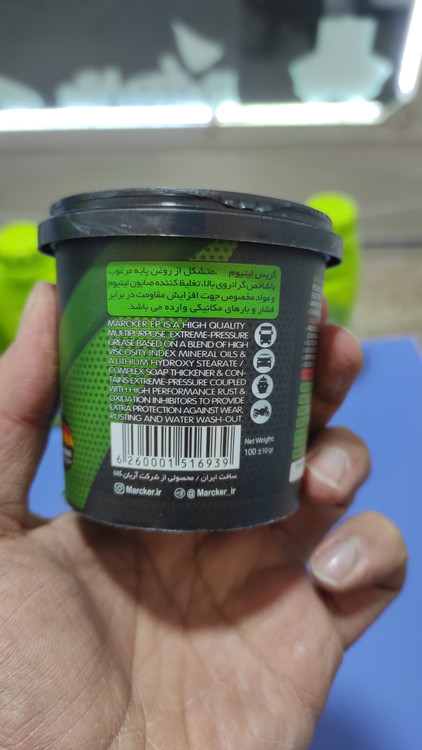 گریس لیتیوم ،متشکل از روغن پایه مرغوب
با شاخص گرانروی بالا، تغلیظ کننده صابون لیتیوم
و مواد مخصوص جهت افزایش مقاومت در برابر
فشار و بارهای مکانیکی وارده می باشد.
MARCKER EP IS A HIGH QUALITY
MULTIPURPOSE, EXTREME-PRESSURE
GREASE BASED ON A BLEND OF HIGH
VISCOSITY INDEX MINERAL OILS &
A LITHIUM HYDROXY STEARATE /
COMPLEX SOAP THICKENER & CON-
TAINS EXTREME-PRESSURE COUPLED
WITH HIGH PERFORMANCE RUST &
OXIDATION INHIBITORS TO PROVIDE
EXTRA PROTECTION AGAINST WEAR,
RUSTING AND WATER WASH-OUT.
6 260001 516939
Net Weight:
100 ±10 gr
ساخت ایران / محصولی از شرکت آریان کالا
Marcker.ir @ Marcker_ir